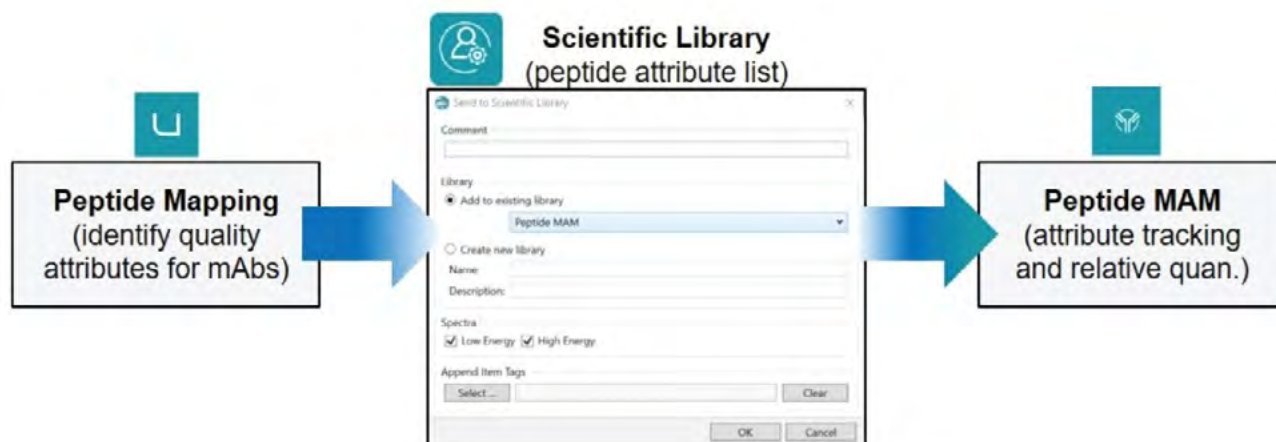 Scientific Library
(peptide attribute list)
Peptide Mapping
(identify quality
attributes for mAbs)
Send to Scientific Library
Comment
Library
Add to existing library
Peptide MAM
Create new library
Name:
Description:
Spectra
Low Energy
High Energy
Append Item Tags
Select ...
Clear
OK
Cancel
Peptide MAM
(attribute tracking
and relative quan.)